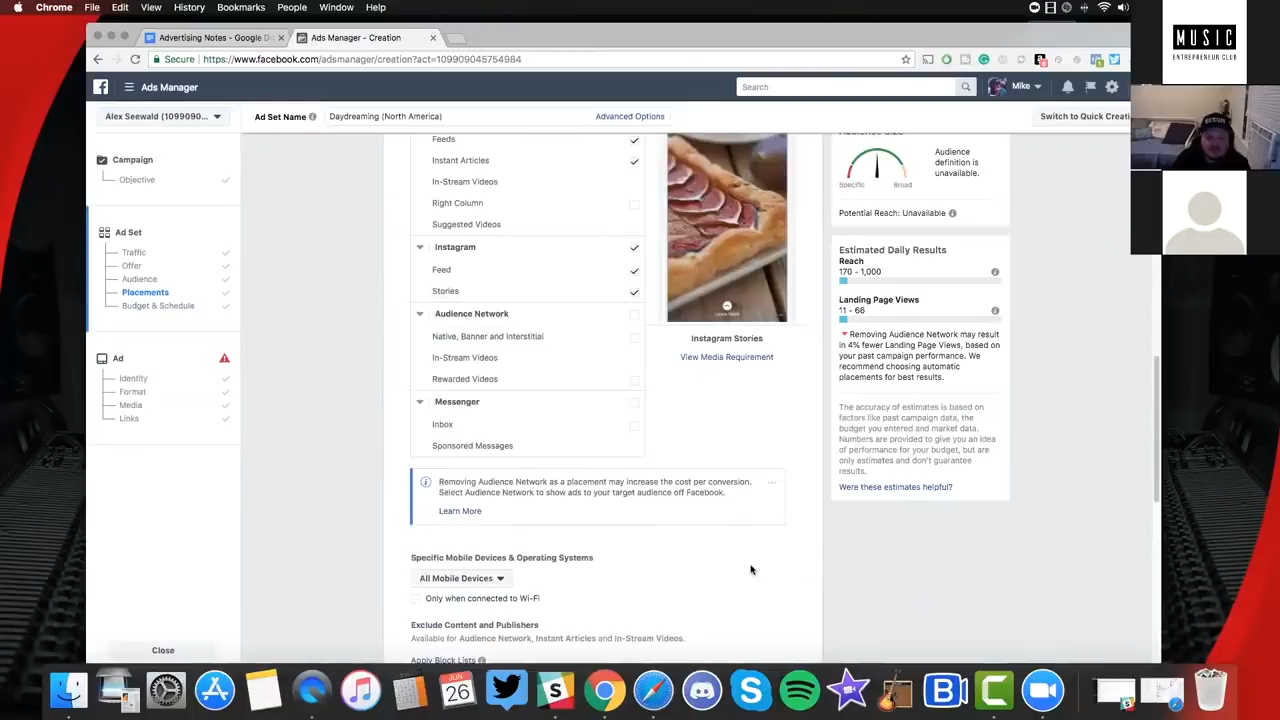 Chrome File Edit View History Bookmarks People Window Help
Advertising Notes - Google Do
Ads Manager - Creation
Secure https://www.facebook.com/adsmanager/creation?act=109909045754984
Ads Manager
Search
Mike
Alex Seewald (1099090...
Ad Set Name
Daydreaming (North America)
Advanced Options
Switch to Quick Creati
Campaign
Objective
Ad Set
Traffic
Offer
Audience
Placements
Budget & Schedule
Ad
Identity
Format
Media
Links
Close
Feeds
Instant Articles
In-Stream Videos
Right Column
Suggested Videos
Instagram
Feed
Stories
Audience Network
Native, Banner and Interstitial
In-Stream Videos
Rewarded Videos
Messenger
Inbox
Sponsored Messages
Instagram Stories
View Media Requirement
Removing Audience Network as a placement may increase the cost per conversion.
Select Audience Network to show ads to your target audience off Facebook.
Learn More
Specific Mobile Devices & Operating Systems
All Mobile Devices
Only when connected to Wi-Fi
Exclude Content and Publishers
Available for Audience Network, Instant Articles and In-Stream Videos.
Apply Block Lists
Audience Size
Specific
Broad
Audience
definition is
unavailable.
Potential Reach: Unavailable
Estimated Daily Results
Reach
170 - 1,000
Landing Page Views
11 - 66
Removing Audience Network may result
in 4% fewer Landing Page Views, based on
your past campaign performance. We
recommend choosing automatic
placements for best results.
The accuracy of estimates is based on
factors like past campaign data, the
budget you entered and market data.
Numbers are provided to give you an idea
of performance for your budget, but are
only estimates and don't guarantee
results.
Were these estimates helpful?
MUSIC
ENTREPRENEUR CLUB
JUN
26